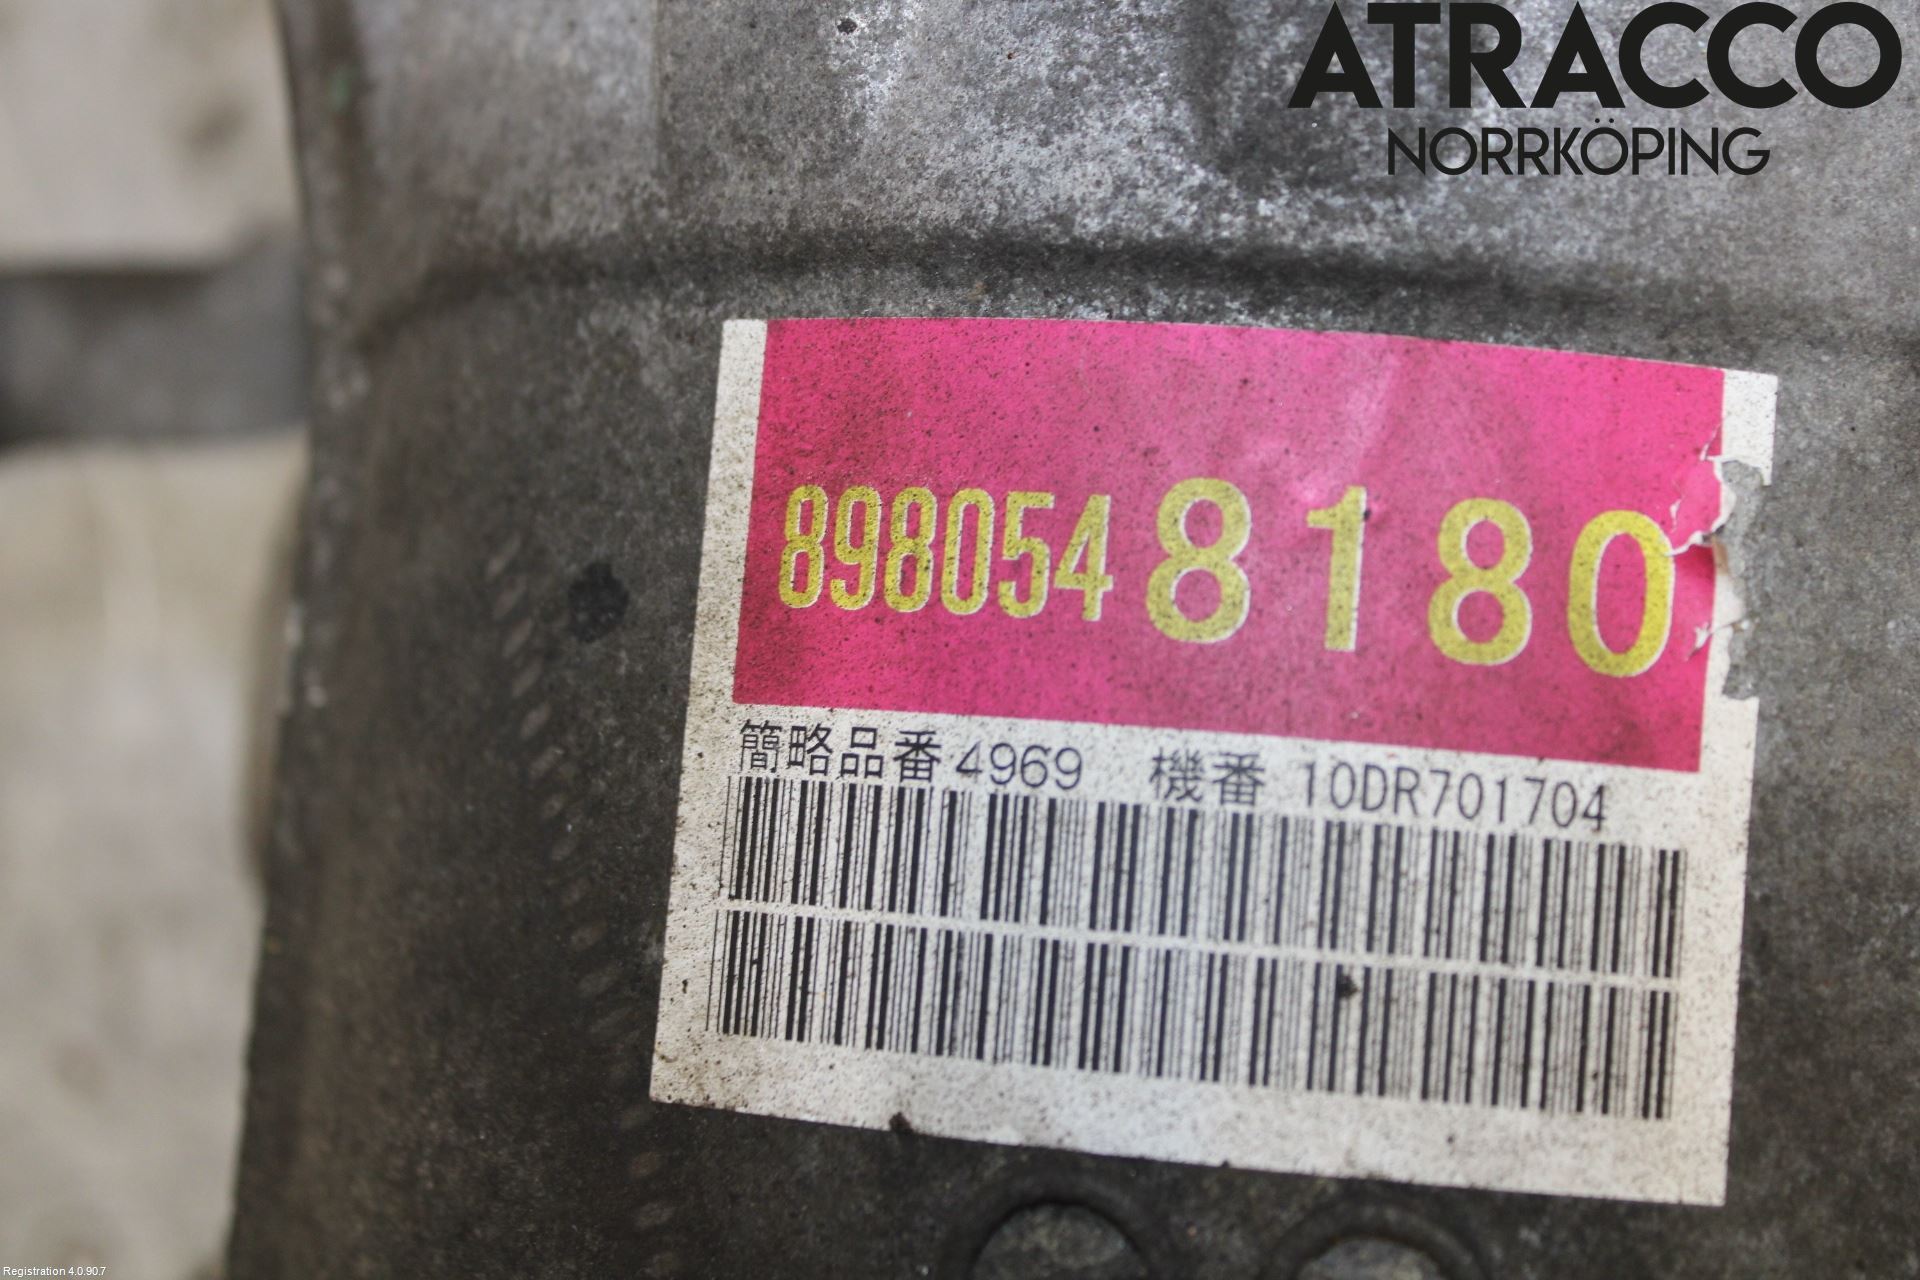 ATRACCO
NORRKÖPING
8980548180
簡略品番4969 機番 10DR701704
Registration 4.0.90.7